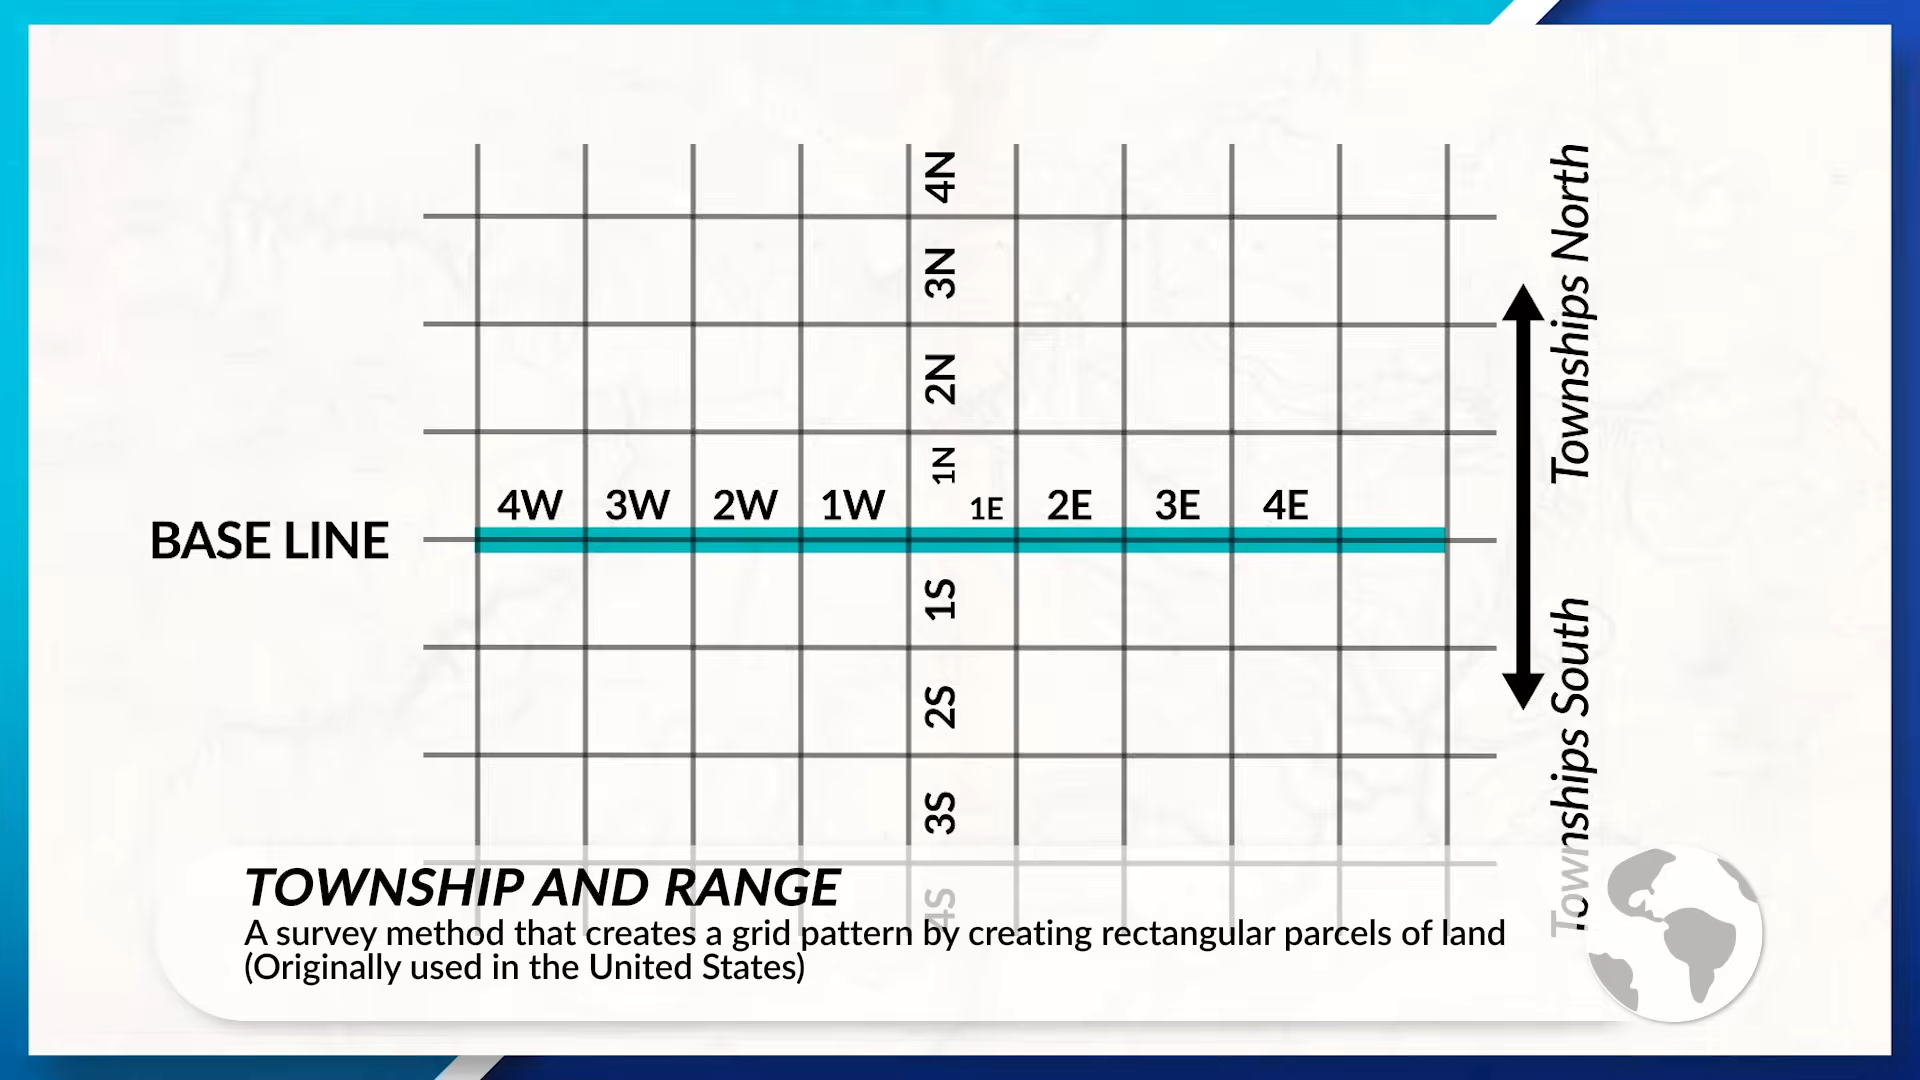 4N
3N
2N
1N
4W 3W 2W 1W 1E 2E 3E 4E
BASE LINE
1S
2S
3S
4S
Townships North
Townships South
TOWNSHIP AND RANGE
A survey method that creates a grid pattern by creating rectangular parcels of land
(Originally used in the United States)